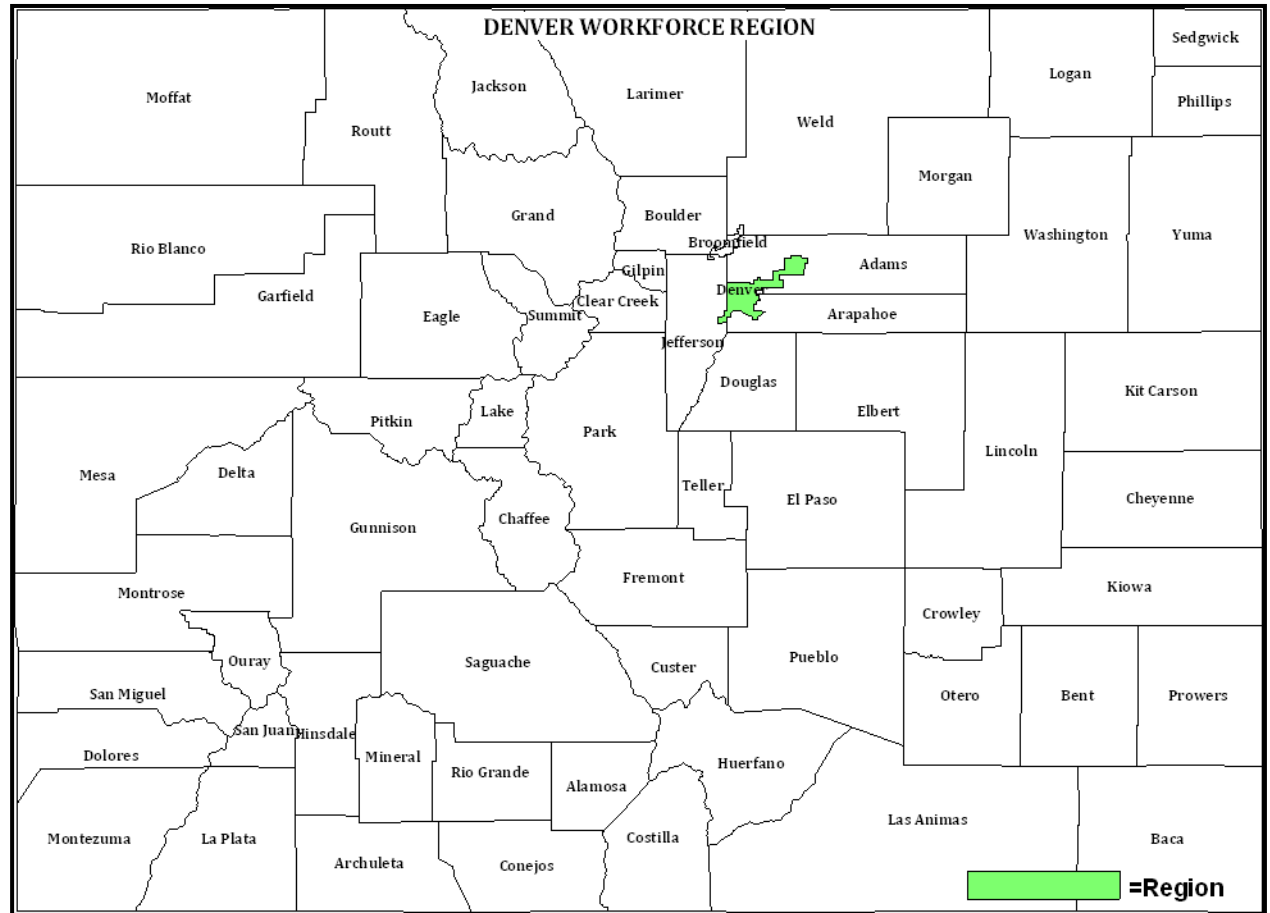 DENVER WORKFORCE REGION
Sedgwick
Logan
Jackson
Larimer
Moffat
Phillips
Weld
Routt
Morgan
Grand
Boulder
Washington
Yuma
Broomfield
Rio Blanco
Adams
Gilpin
Denver
Garfield
Clear Creek
Eagle
Summit
Arapahoe
Jefferson
Douglas
Kit Carson
Lake
Elbert
Pitkin
Park
Lincoln
Mesa
Delta
Teller
El Paso
Cheyenne
Chaffee
Gunnison
Fremont
Kiowa
Montrose
Crowley
Ouray
Saguache
Custer
Pueblo
San Miguel
Otero
Bent
Prowers
San Juan
Hinsdale
Dolores
Mineral
Huerfano
Rio Grande
Alamosa
Las Animas
Montezuma
La Plata
Costilla
Baca
Archuleta
Conejos
=Region